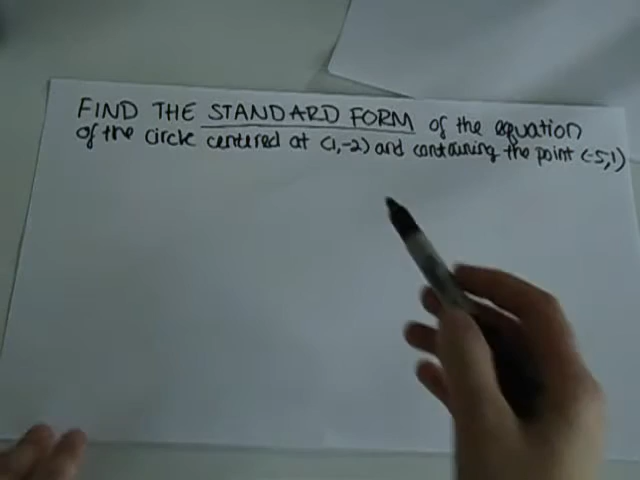 FIND THE STANDARD FORM of the equation
of the circle centered at (1,-2) and containing the point (-5,1)